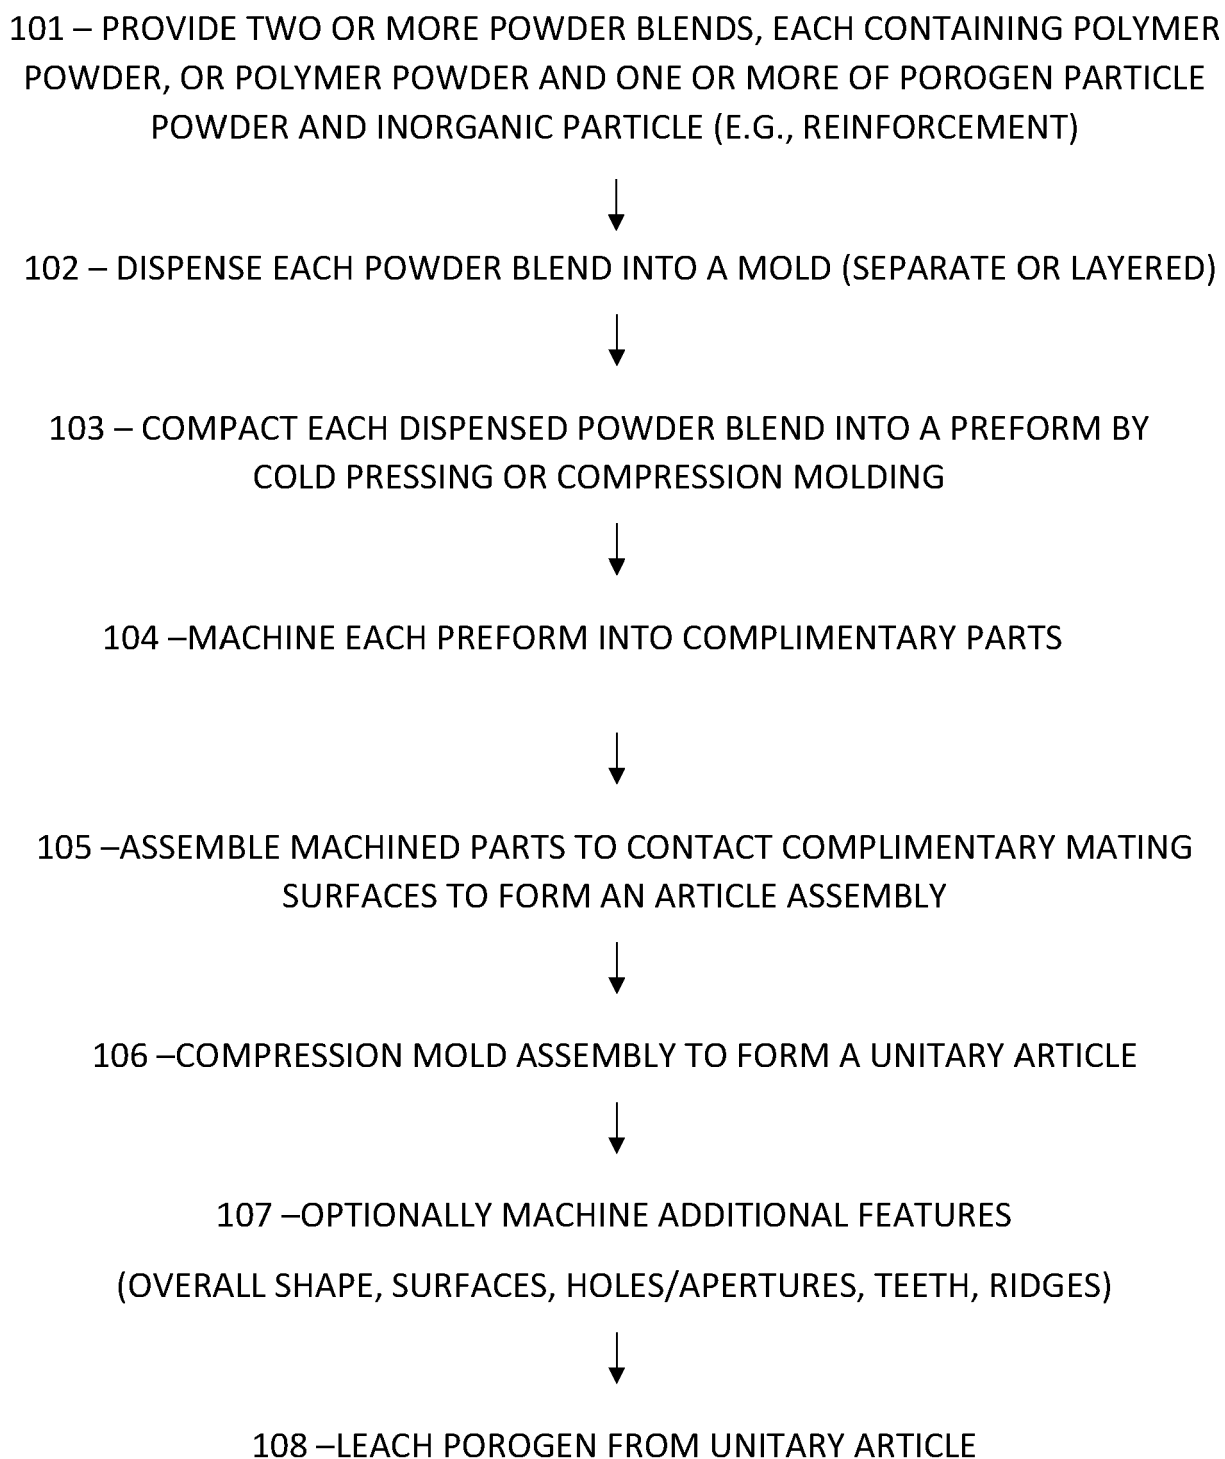 101 – PROVIDE TWO OR MORE POWDER BLENDS, EACH CONTAINING POLYMER
POWDER, OR POLYMER POWDER AND ONE OR MORE OF POROGEN PARTICLE
POWDER AND INORGANIC PARTICLE (E.G., REINFORCEMENT)
102 – DISPENSE EACH POWDER BLEND INTO A MOLD (SEPARATE OR LAYERED)
103 – COMPACT EACH DISPENSED POWDER BLEND INTO A PREFORM BY
COLD PRESSING OR COMPRESSION MOLDING
104 –MACHINE EACH PREFORM INTO COMPLIMENTARY PARTS
105 –ASSEMBLE MACHINED PARTS TO CONTACT COMPLIMENTARY MATING
SURFACES TO FORM AN ARTICLE ASSEMBLY
106 –COMPRESSION MOLD ASSEMBLY TO FORM A UNITARY ARTICLE
107 –OPTIONALLY MACHINE ADDITIONAL FEATURES
(OVERALL SHAPE, SURFACES, HOLES/APERTURES, TEETH, RIDGES)
108 –LEACH POROGEN FROM UNITARY ARTICLE